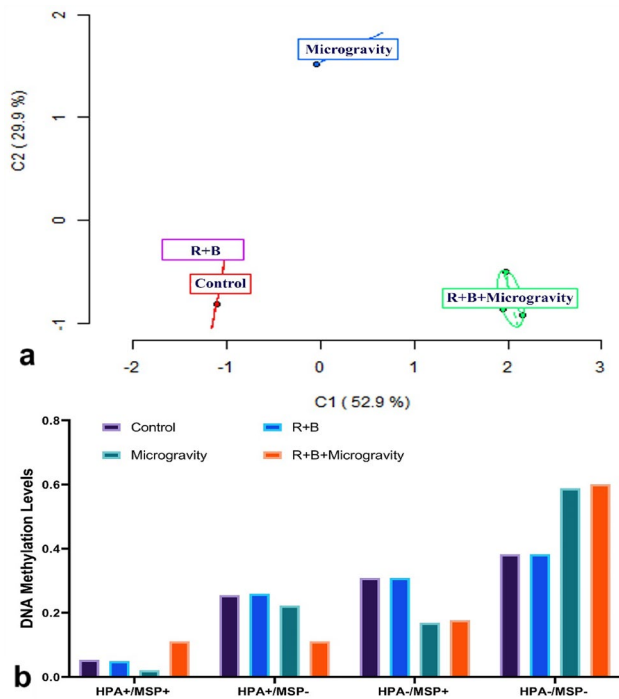 2
Microgravity
1
C2 ( 29.9 %)
0
R+B
Control
R+B+Microgravity
-1
a
-2 -1 0 1 2 3
C1 ( 52.9 %)
0.8
Control R+B
Microgravity R+B+Microgravity
0.6
DNA Methylation Levels
0.4
0.2
0.0
b
HPA+/MSP+ HPA+/MSP- HPA-/MSP+ HPA-/MSP-